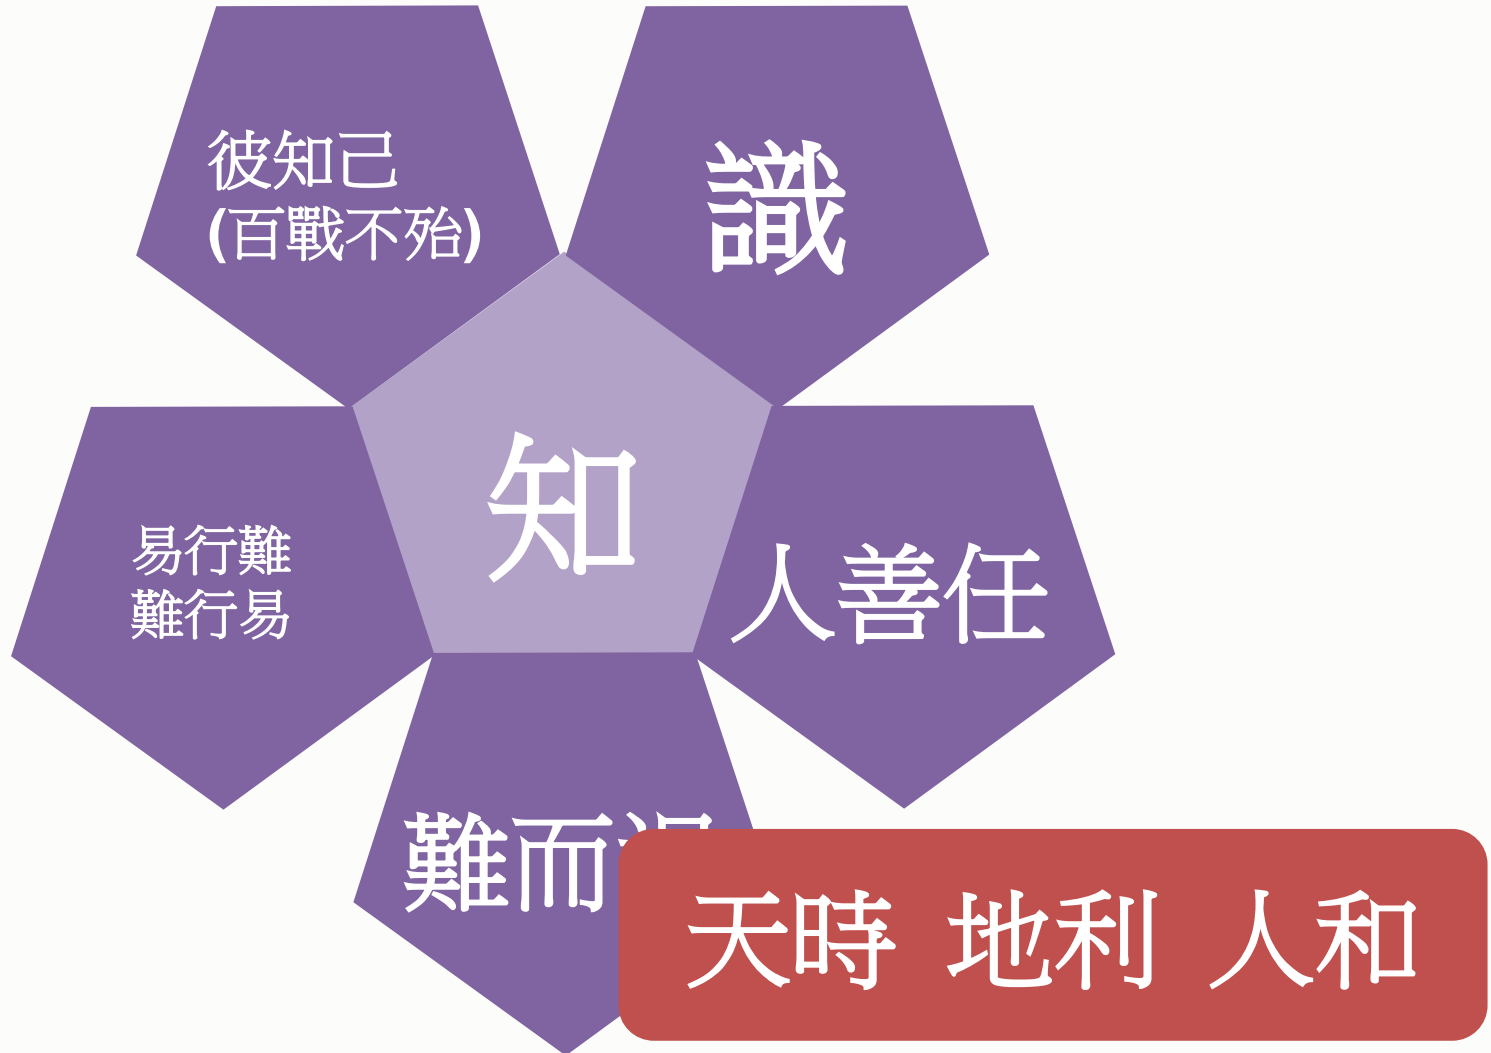 彼知己
(百戰不殆)
識
知
易行難
難行易
人善任
難而
天時 地利 人和